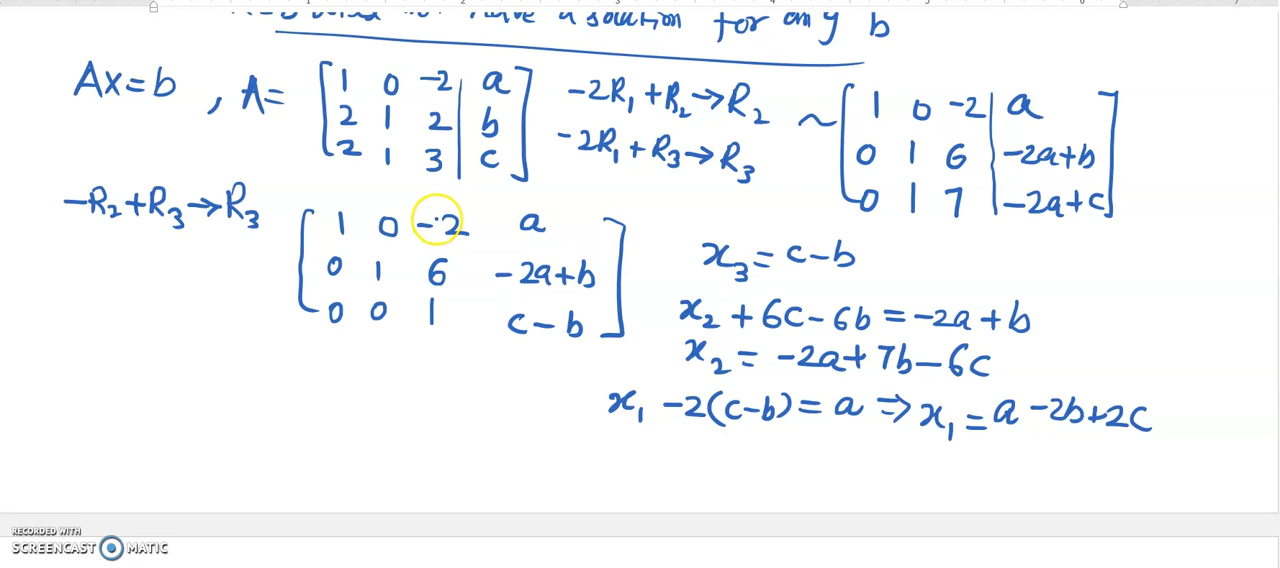 have a solution for any b
Ax=b , A= [1 0 -2 | a] -2R₁+R₂→R₂ ~ [1 0 -2 | a]
[2 1 2 | b] -2R₁+R₃→R₃ [0 1 6 | -2a+b]
[2 1 3 | c] [0 1 7 | -2a+c]
-R₂+R₃→R₃ [1 0 -2 a]
[0 1 6 -2a+b]
[0 0 1 c-b]
x₃ = c-b
x₂ + 6c - 6b = -2a + b
x₂ = -2a + 7b - 6c
x₁ - 2(c-b) = a ⇒ x₁ = a - 2b + 2c
RECORDED WITH
SCREENCAST MATIC